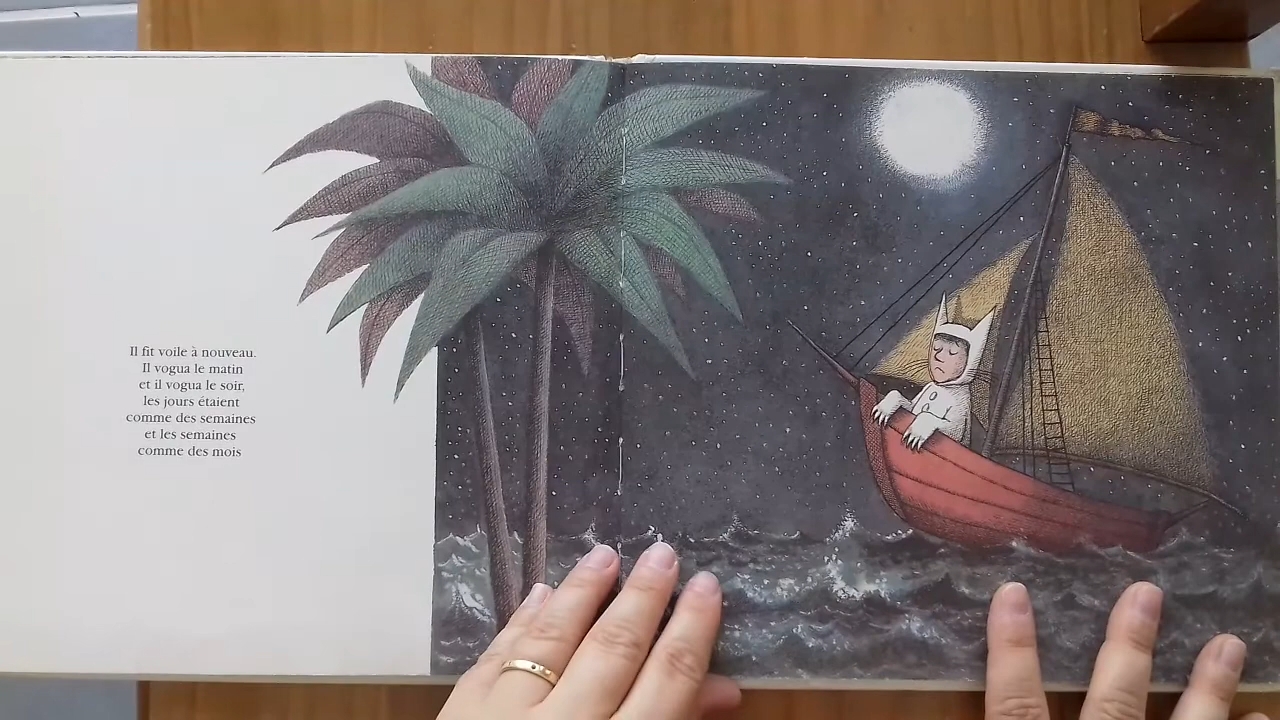 Il fit voile à nouveau.
Il vogua le matin
et il vogua le soir,
les jours étaient
comme des semaines
et les semaines
comme des mois